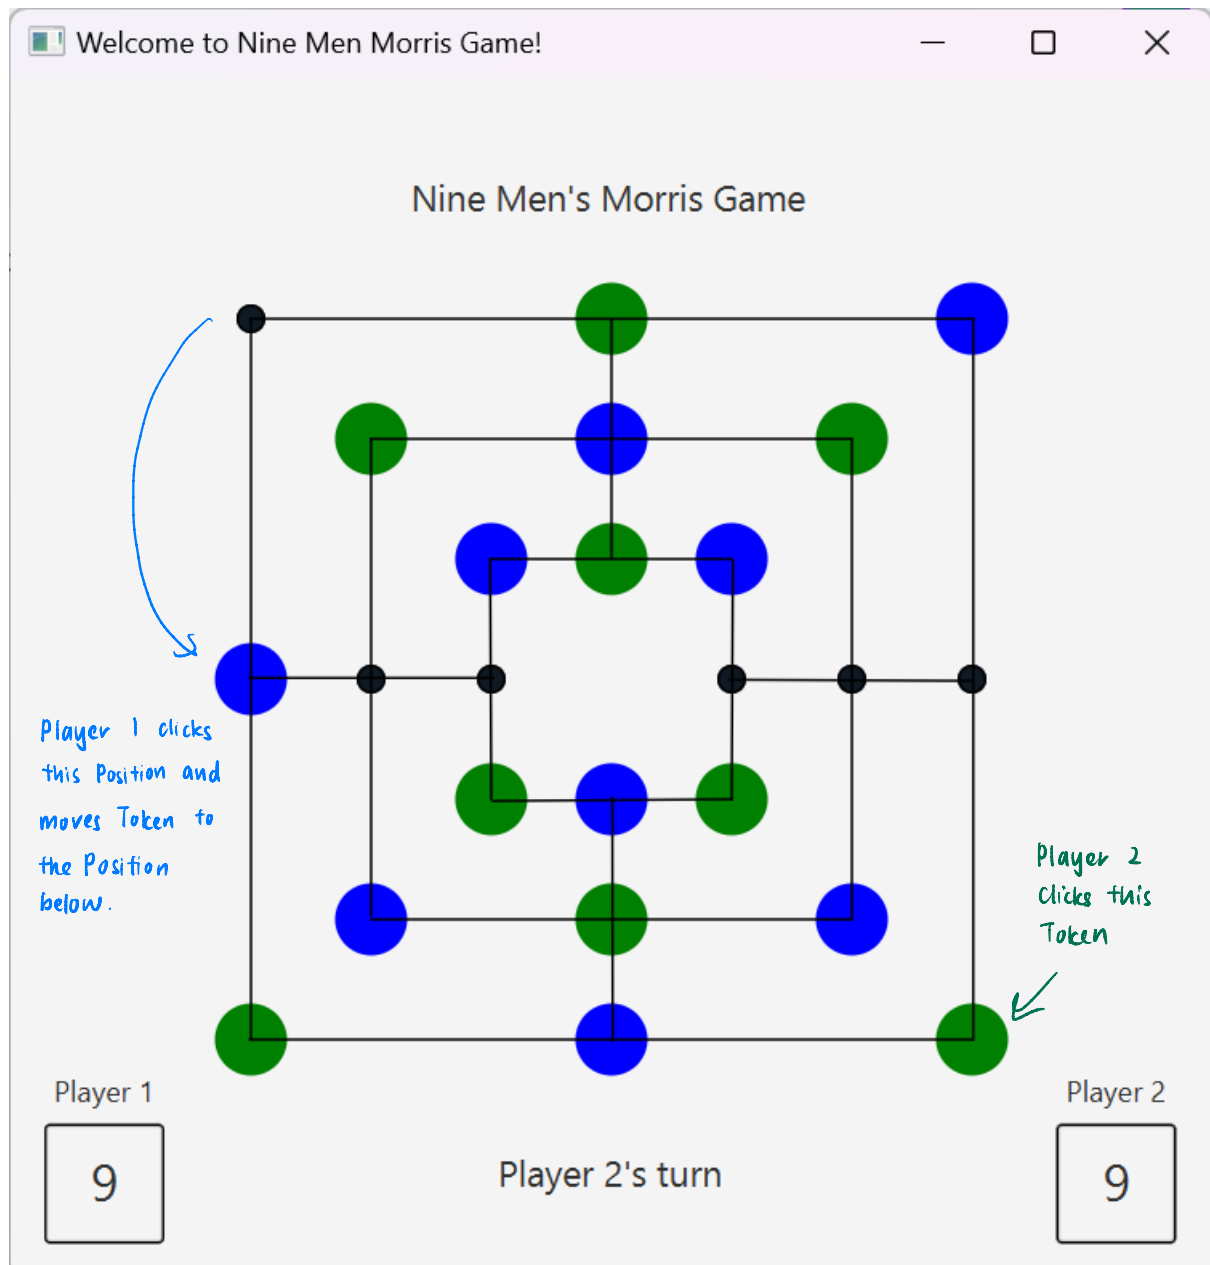 Welcome to Nine Men Morris Game!
Nine Men's Morris Game
Player 1 clicks
this Position and
moves Token to
the Position
below.
Player 2
Clicks this
Token
Player 1
9
Player 2's turn
Player 2
9